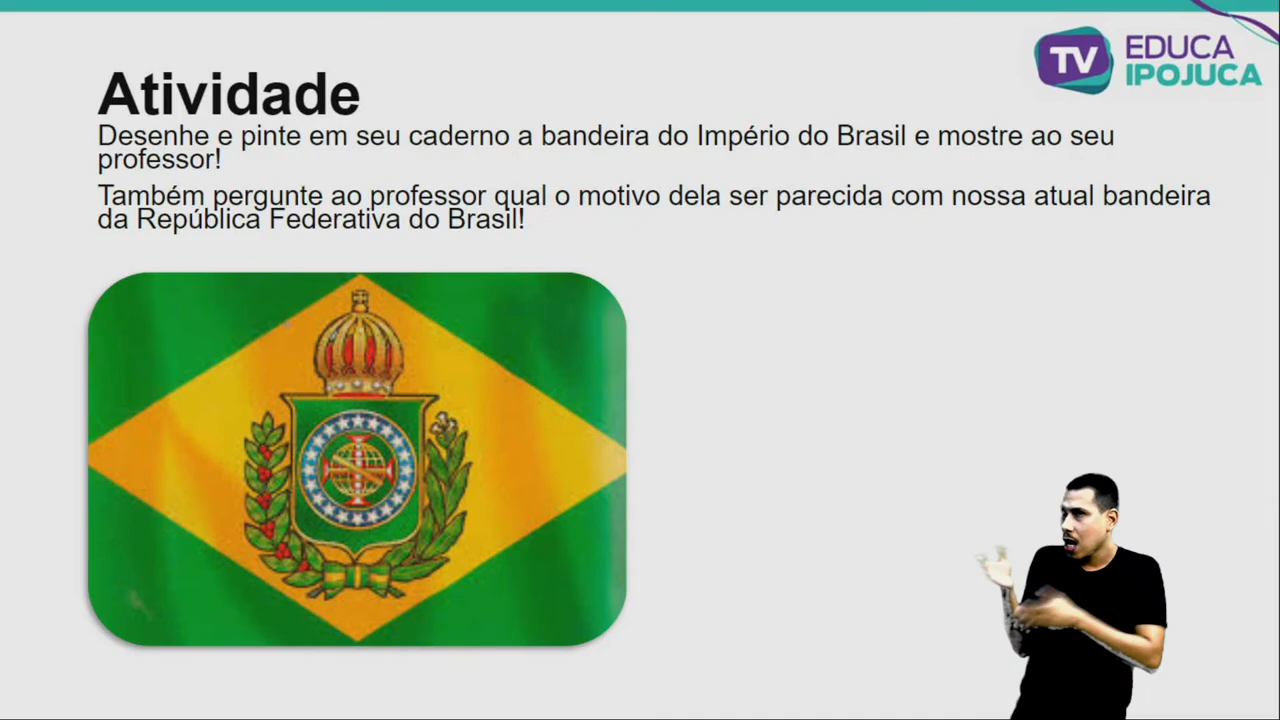 TV EDUCA
IPOJUCA
Atividade
Desenhe e pinte em seu caderno a bandeira do Império do Brasil e mostre ao seu
professor!
Também pergunte ao professor qual o motivo dela ser parecida com nossa atual bandeira
da República Federativa do Brasil!